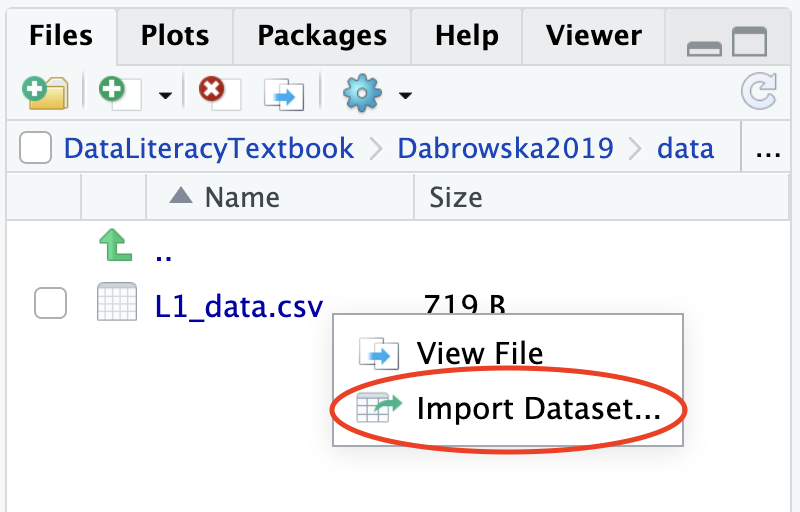 Files Plots Packages Help Viewer
DataLiteracyTextbook Dabrowska2019 data ...
Name Size
..
L1_data.csv 719 B
View File
Import Dataset...